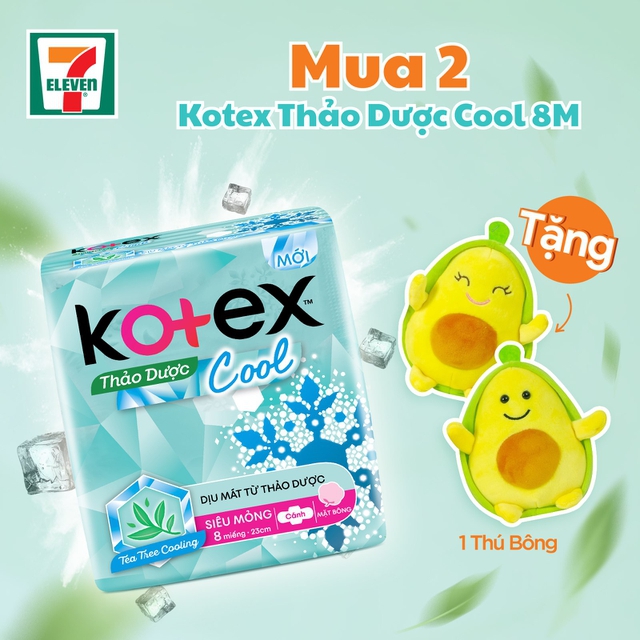 7
ELEVEN
®
Mua 2
Kotex Thảo Dược Cool 8M
Tặng
MỚI
kotex™
Thảo Dược
Cool
DỊU MÁT TỪ THẢO DƯỢC
SIÊU MỎNG
Cánh
MẶT BÔNG
8 miếng · 23cm
Tea Tree Cooling
1 Thú Bông